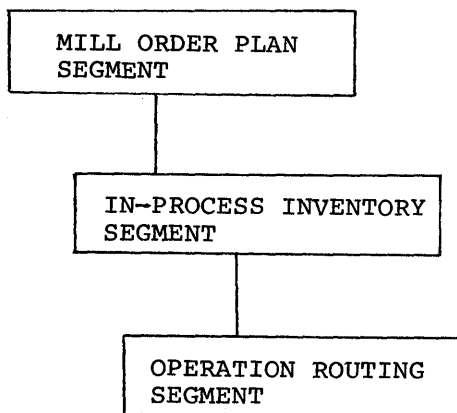 MILL ORDER PLAN
SEGMENT
IN-PROCESS INVENTORY
SEGMENT
OPERATION ROUTING
SEGMENT